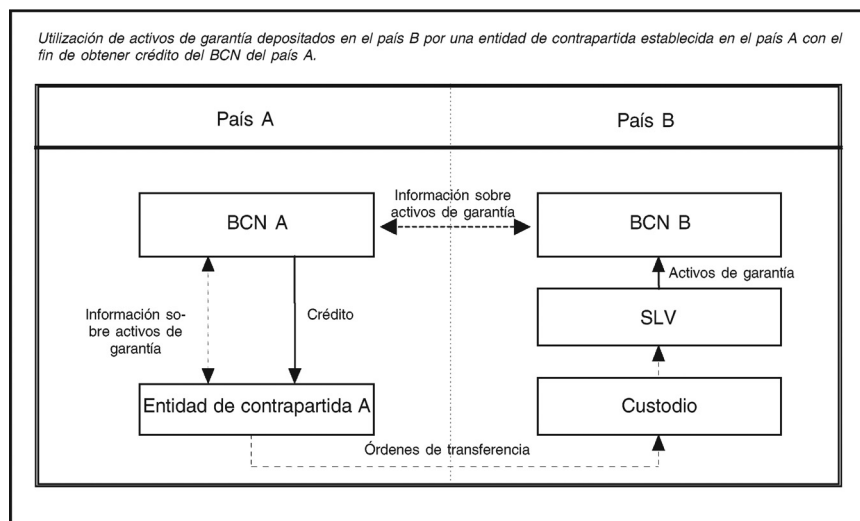 Utilización de activos de garantía depositados en el país B por una entidad de contrapartida establecida en el país A con el
fin de obtener crédito del BCN del país A.
País A
País B
Información sobre
activos de garantía
BCN A
BCN B
Activos de garantía
Información so-
bre activos de
garantía
Crédito
SLV
Entidad de contrapartida A
Custodio
Órdenes de transferencia